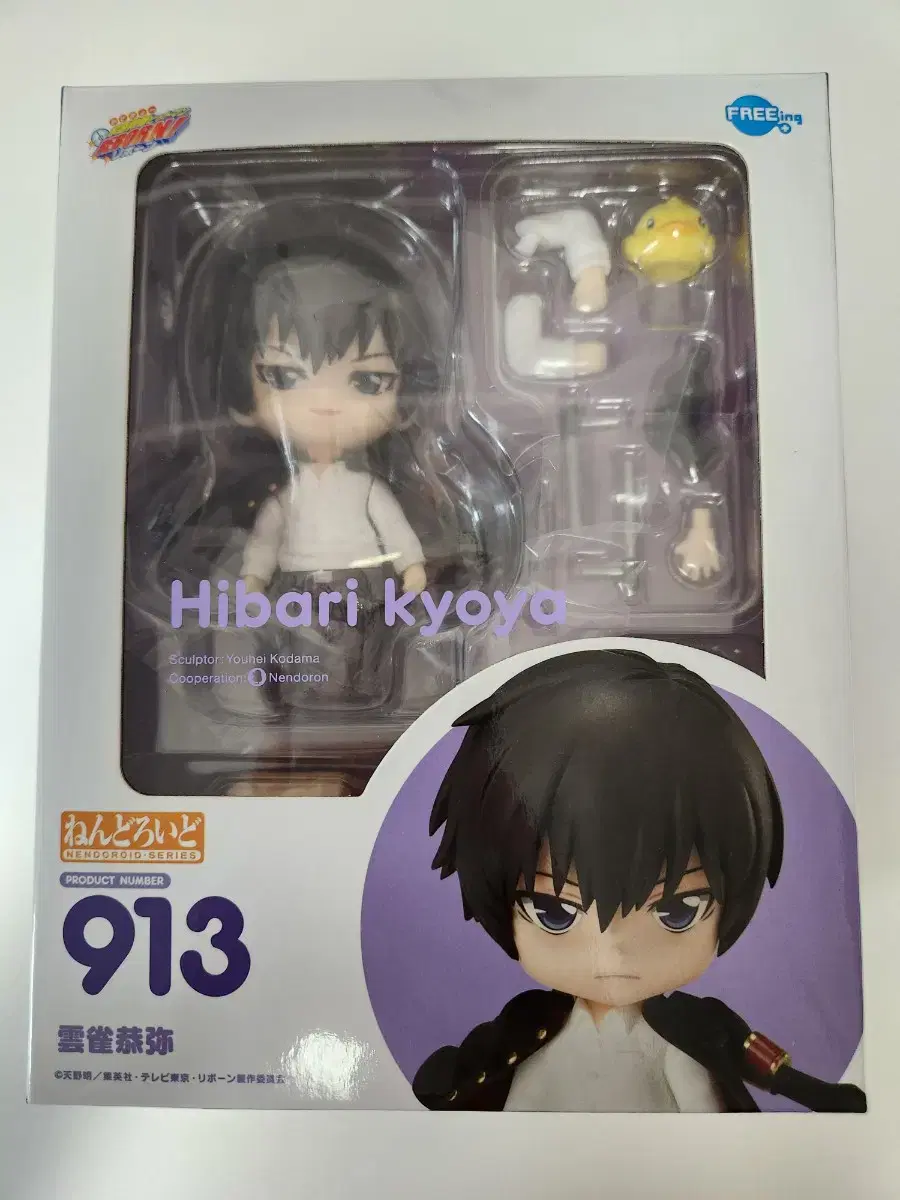 REBORN!
FREEing
Hibari kyoya
Sculptor: Youhei Kodama
Cooperation: Nendoron
ねんどろいど
NENDOROID・SERIES
PRODUCT NUMBER
913
雲雀恭弥
©天野明／集英社・テレビ東京・リボーン製作委員会